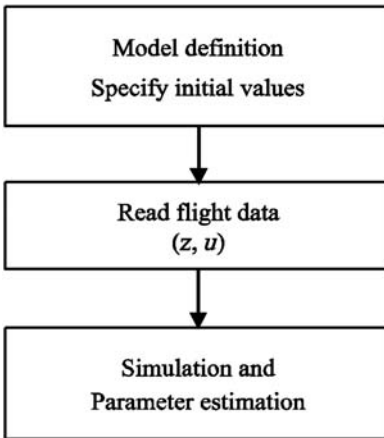 Model definition
Specify initial values
Read flight data
(z, u)
Simulation and
Parameter estimation